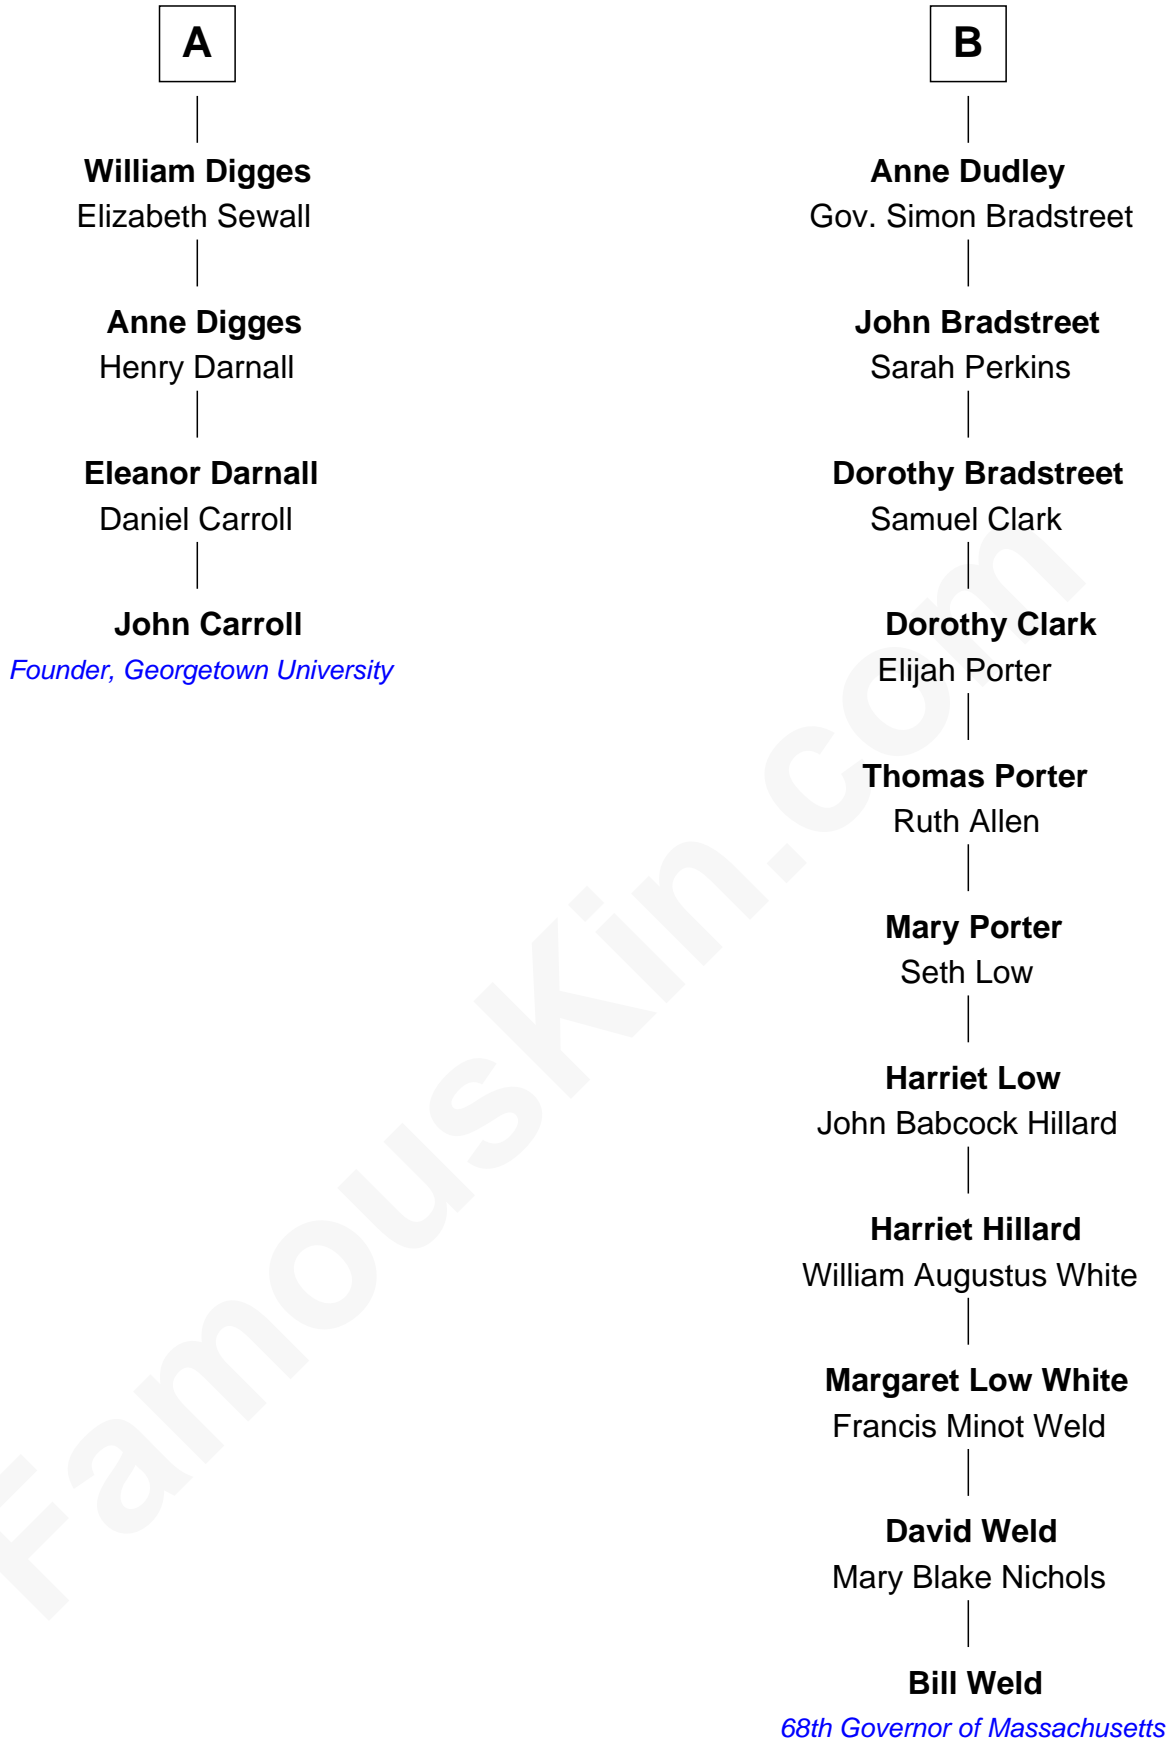 A
William Digges
Elizabeth Sewall
Anne Digges
Henry Darnall
Eleanor Darnall
Daniel Carroll
John Carroll
Founder, Georgetown University
B
Anne Dudley
Gov. Simon Bradstreet
John Bradstreet
Sarah Perkins
Dorothy Bradstreet
Samuel Clark
Dorothy Clark
Elijah Porter
Thomas Porter
Ruth Allen
Mary Porter
Seth Low
Harriet Low
John Babcock Hillard
Harriet Hillard
William Augustus White
Margaret Low White
Francis Minot Weld
David Weld
Mary Blake Nichols
Bill Weld
68th Governor of Massachusetts
FamousKin.com